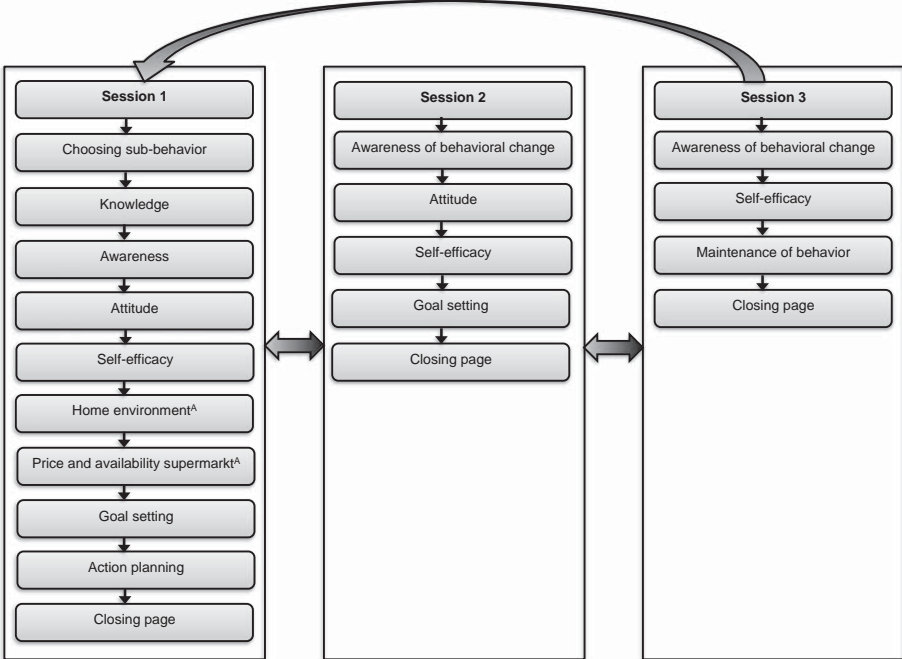 Session 1
Choosing sub-behavior
Knowledge
Awareness
Attitude
Self-efficacy
Home environmentᴬ
Price and availability supermarktᴬ
Goal setting
Action planning
Closing page
Session 2
Awareness of behavioral change
Attitude
Self-efficacy
Goal setting
Closing page
Session 3
Awareness of behavioral change
Self-efficacy
Maintenance of behavior
Closing page